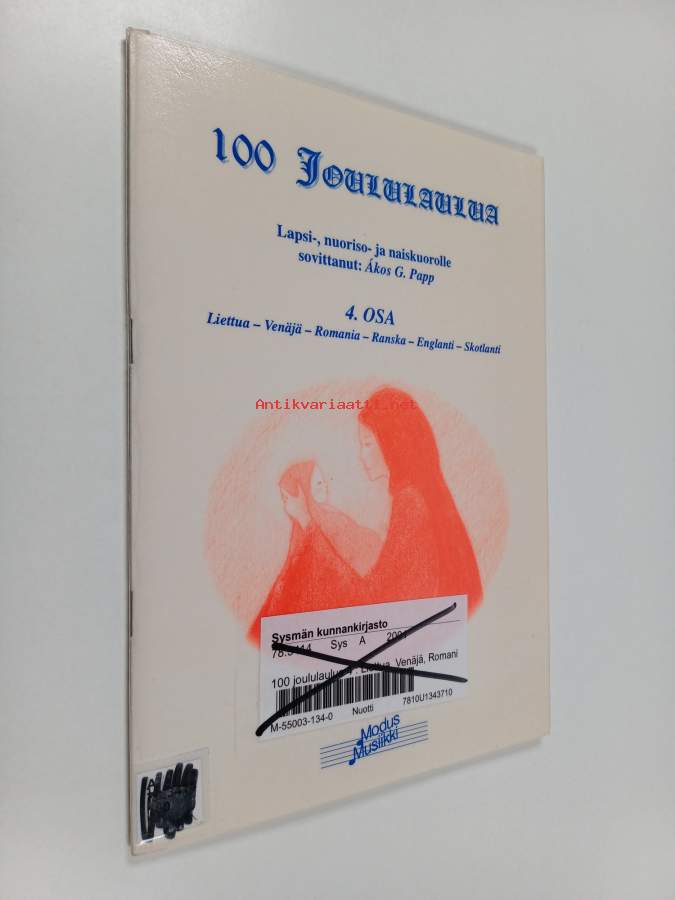 100 JOULULAULUA
Lapsi-, nuoriso- ja naiskuorolle
sovittanut: Ákos G. Papp
4. OSA
Liettua – Venäjä – Romania – Ranska – Englanti – Skotlanti
Antikvariaatti.net
Sysmän kunnankirjasto
Sys A
100 joululaulua Liettua, Venäjä, Romani
M-55003-134-0 Nuotti 7810U1343710
Modus
Musiikki